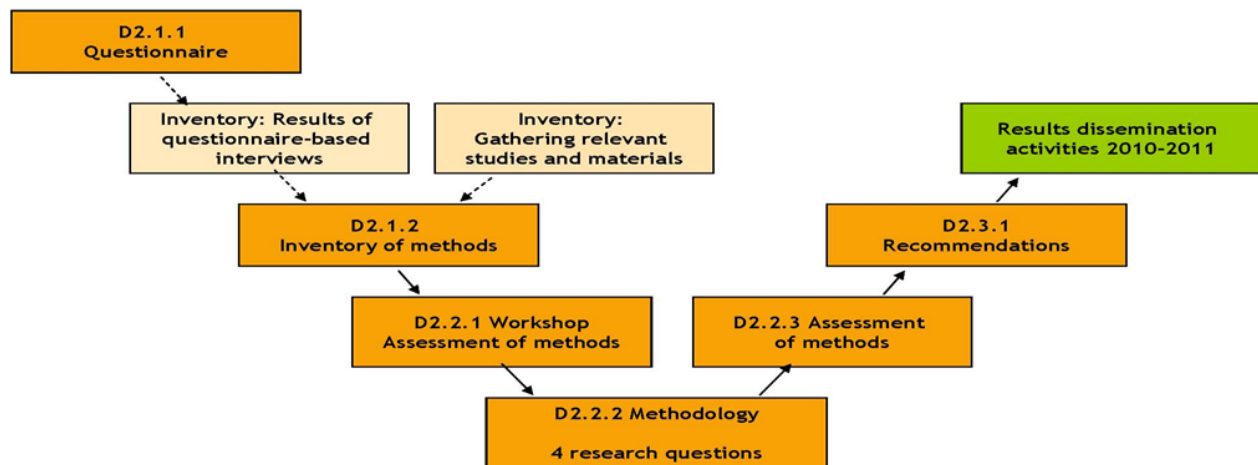 D2.1.1
Questionnaire
Inventory: Results of
questionnaire-based
interviews
Inventory:
Gathering relevant
studies and materials
Results dissemination
activities 2010-2011
D2.1.2
Inventory of methods
D2.3.1
Recommendations
D2.2.1 Workshop
Assessment of methods
D2.2.3 Assessment
of methods
D2.2.2 Methodology
4 research questions